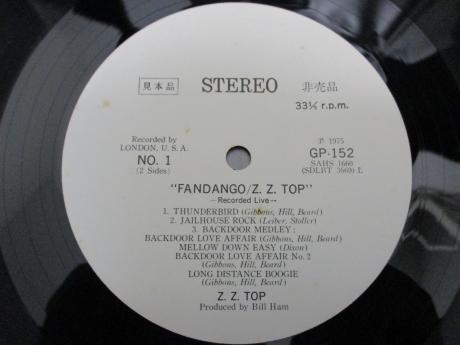 見本品
STEREO
非売品
33⅓ r.p.m.
Recorded by
LONDON, U. S. A.
NO. 1
(2 Sides)
Ⓟ 1975
GP-152
SAHS 1660
(SDLBT 3660) L
"FANDANGO/Z. Z. TOP"
—Recorded Live—
1. THUNDERBIRD (Gibbons, Hill, Beard)
2. JAILHOUSE ROCK (Leiber, Stoller)
3. BACKDOOR MEDLEY:
BACKDOOR LOVE AFFAIR (Gibbons, Hill, Beard)
MELLOW DOWN EASY (Dixon)
BACKDOOR LOVE AFFAIR No. 2
(Gibbons, Hill, Beard)
LONG DISTANCE BOOGIE
(Gibbons, Hill, Beard)
Z. Z. TOP
Produced by Bill Ham